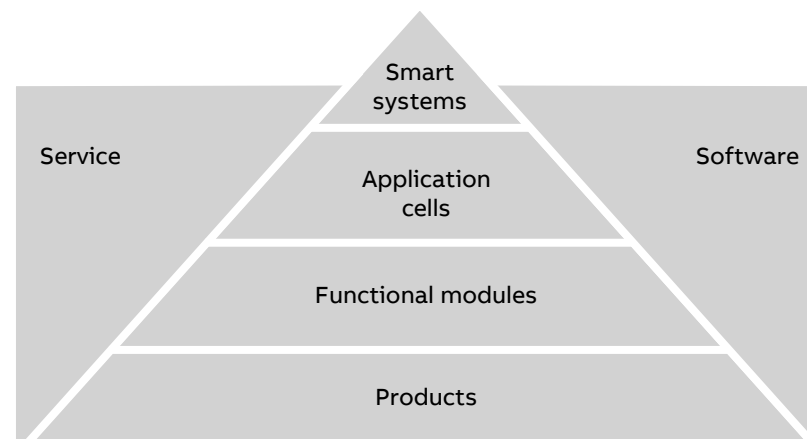 Smart
systems
Service
Software
Application
cells
Functional modules
Products